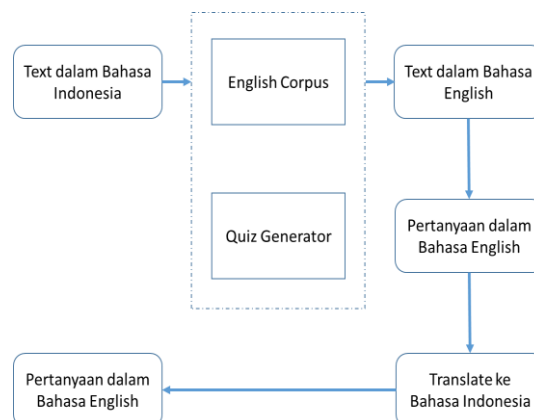 Text dalam Bahasa
Indonesia
English Corpus
Text dalam Bahasa
English
Quiz Generator
Pertanyaan dalam
Bahasa English
Pertanyaan dalam
Bahasa English
Translate ke
Bahasa Indonesia